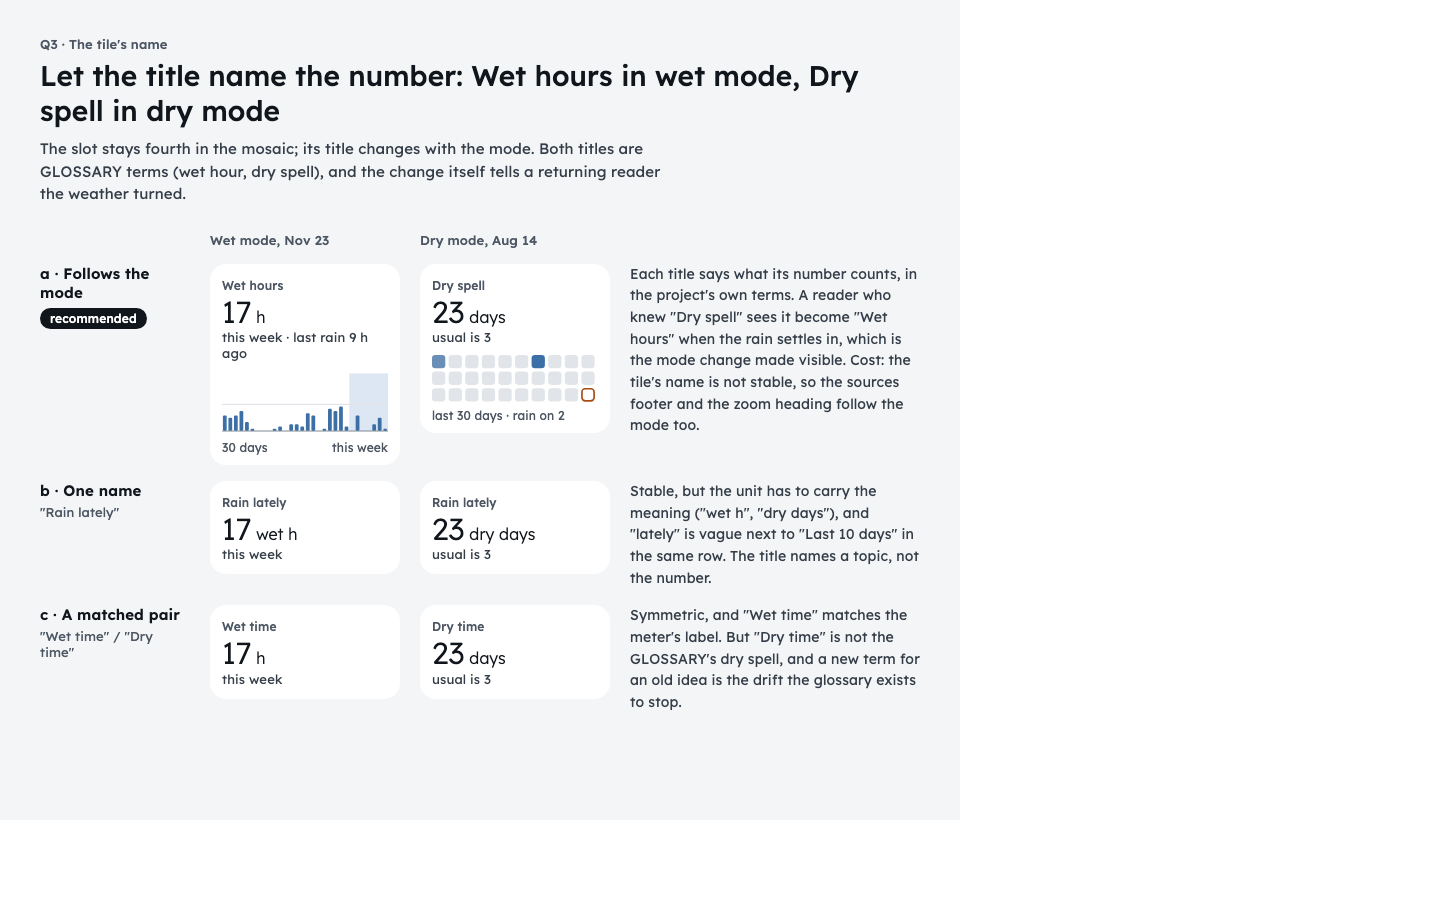 Q3 · The tile's name
Let the title name the number: Wet hours in wet mode, Dry
spell in dry mode
The slot stays fourth in the mosaic; its title changes with the mode. Both titles are
GLOSSARY terms (wet hour, dry spell), and the change itself tells a returning reader
the weather turned.
Wet mode, Nov 23
Dry mode, Aug 14
a · Follows the
mode
recommended
Wet hours
17 h
this week · last rain 9 h
ago
30 days
this week
Dry spell
23 days
usual is 3
last 30 days · rain on 2
Each title says what its number counts, in
the project's own terms. A reader who
knew "Dry spell" sees it become "Wet
hours" when the rain settles in, which is
the mode change made visible. Cost: the
tile's name is not stable, so the sources
footer and the zoom heading follow the
mode too.
b · One name
"Rain lately"
Rain lately
17 wet h
this week
Rain lately
23 dry days
usual is 3
Stable, but the unit has to carry the
meaning ("wet h", "dry days"), and
"lately" is vague next to "Last 10 days" in
the same row. The title names a topic, not
the number.
c · A matched pair
"Wet time" / "Dry
time"
Wet time
17 h
this week
Dry time
23 days
usual is 3
Symmetric, and "Wet time" matches the
meter's label. But "Dry time" is not the
GLOSSARY's dry spell, and a new term for
an old idea is the drift the glossary exists
to stop.